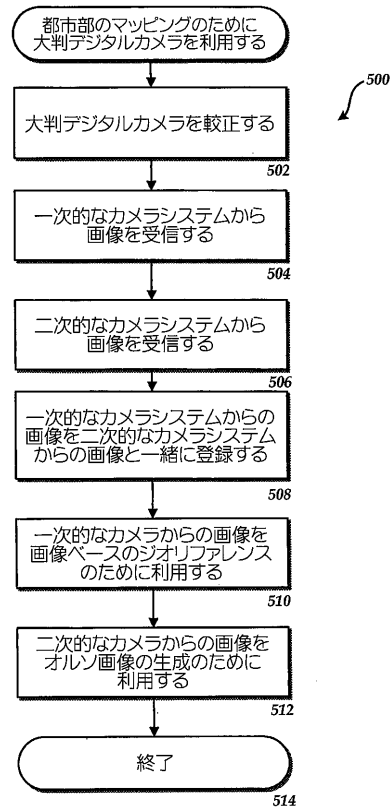 都市部のマッピングのために
大判デジタルカメラを利用する
500
大判デジタルカメラを較正する
502
一次的なカメラシステムから
画像を受信する
504
二次的なカメラシステムから
画像を受信する
506
一次的なカメラシステムからの
画像を二次的なカメラシステム
からの画像と一緒に登録する
508
一次的なカメラからの画像を
画像ベースのジオリファレンス
のために利用する
510
二次的なカメラからの画像を
オルソ画像の生成のために
利用する
512
終了
514